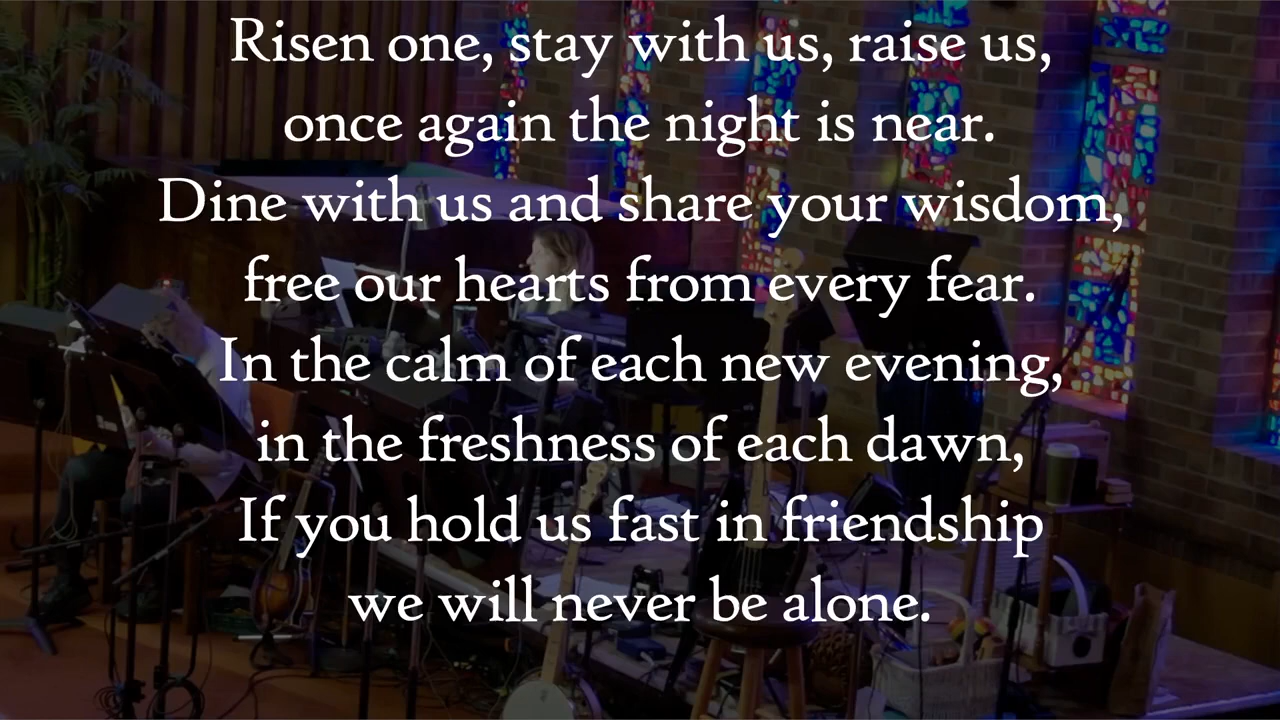 Risen one, stay with us, raise us,
once again the night is near.
Dine with us and share your wisdom,
free our hearts from every fear.
In the calm of each new evening,
in the freshness of each dawn,
If you hold us fast in friendship
we will never be alone.